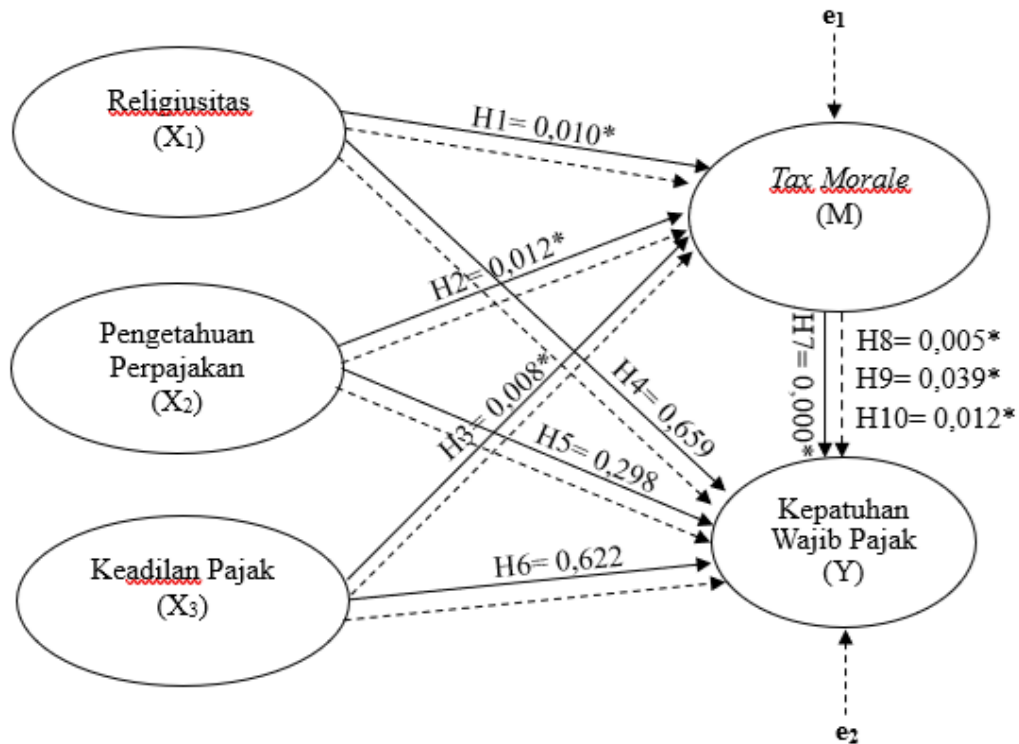 e1
Religiusitas
(X1)
H1= 0,010*
Tax Morale
(M)
H2= 0,012*
Pengetahuan
Perpajakan
(X2)
H3= 0,008*
H4= 0,659
H5= 0,298
H7= 0,000*
H8= 0,005*
H9= 0,039*
H10= 0,012*
Keadilan Pajak
(X3)
H6= 0,622
Kepatuhan
Wajib Pajak
(Y)
e2